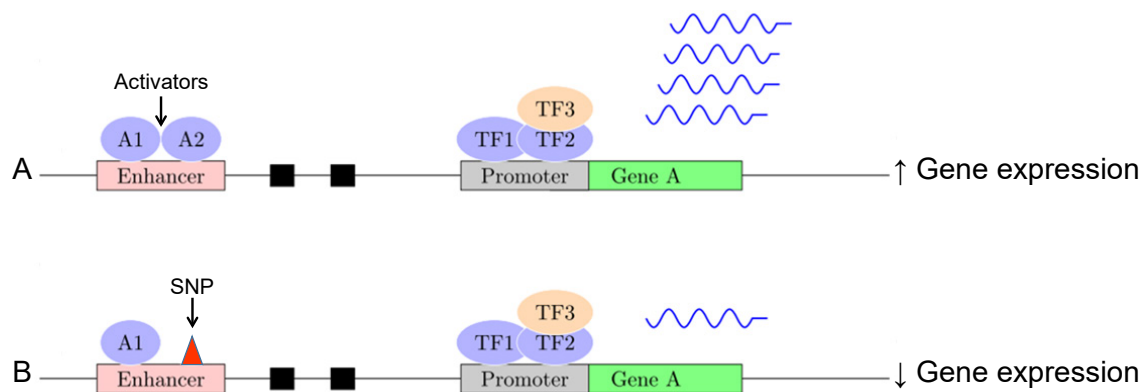 Activators
A1 A2 TF1 TF2 TF3
A Enhancer Promoter Gene A ↑ Gene expression
SNP
A1 TF1 TF2 TF3
B Enhancer Promoter Gene A ↓ Gene expression